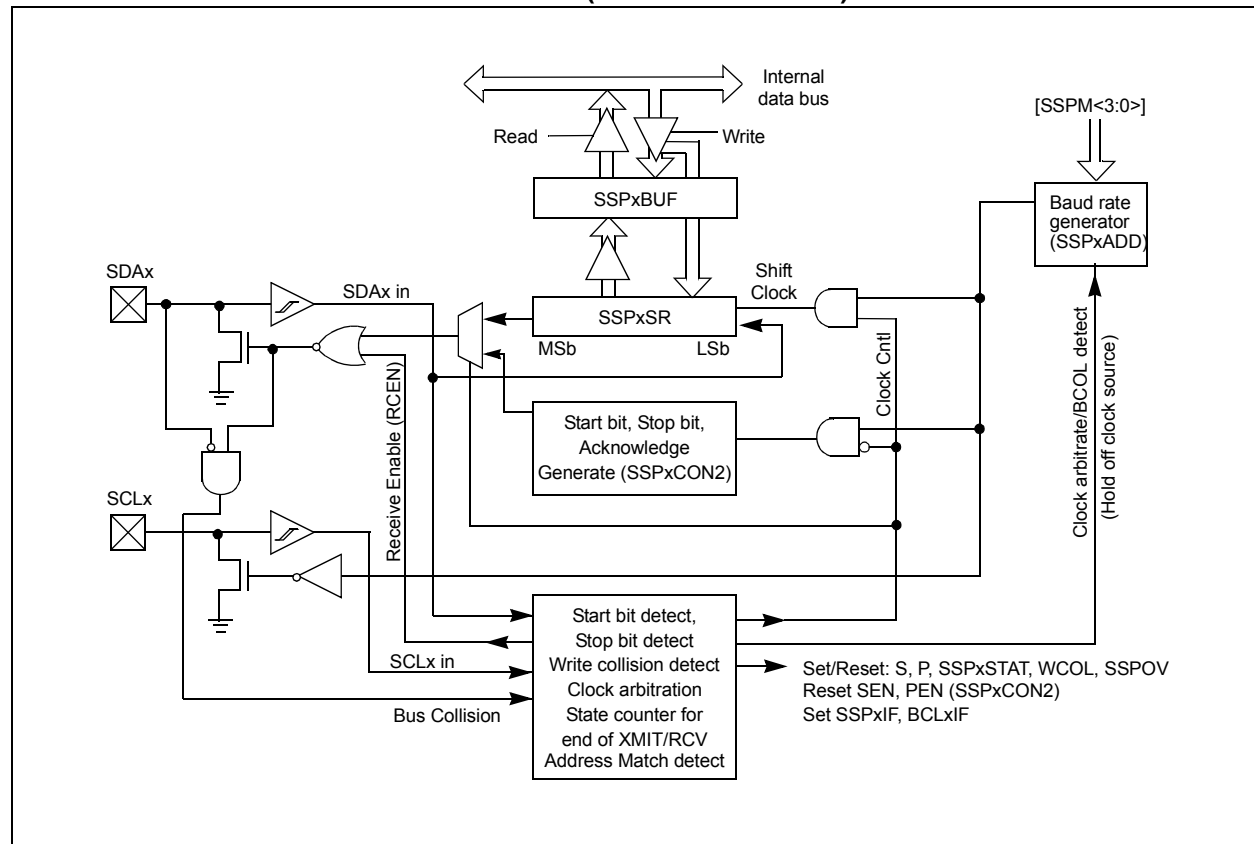 Internal
data bus
[SSPM<3:0>]
Read
Write
SSPxBUF
Baud rate
generator
(SSPxADD)
SDAx
SDAx in
Shift
Clock
SSPxSR
MSb
LSb
Clock Cntl
Clock arbitrate/BCOL detect
(Hold off clock source)
Receive Enable (RCEN)
Start bit, Stop bit,
Acknowledge
Generate (SSPxCON2)
SCLx
SCLx in
Bus Collision
Start bit detect,
Stop bit detect
Write collision detect
Clock arbitration
State counter for
end of XMIT/RCV
Address Match detect
Set/Reset: S, P, SSPxSTAT, WCOL, SSPOV
Reset SEN, PEN (SSPxCON2)
Set SSPxIF, BCLxIF